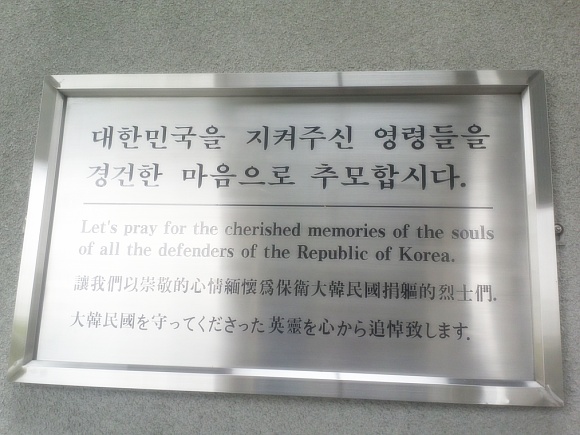 대한민국을 지켜주신 영령들을
경건한 마음으로 추모합시다.
Let's pray for the cherished memories of the souls
of all the defenders of the Republic of Korea.
讓我們以崇敬的心情緬懷爲保衛大韓民國捐軀的烈士們.
大韓民國を守ってくださった英靈を心から追悼致します.